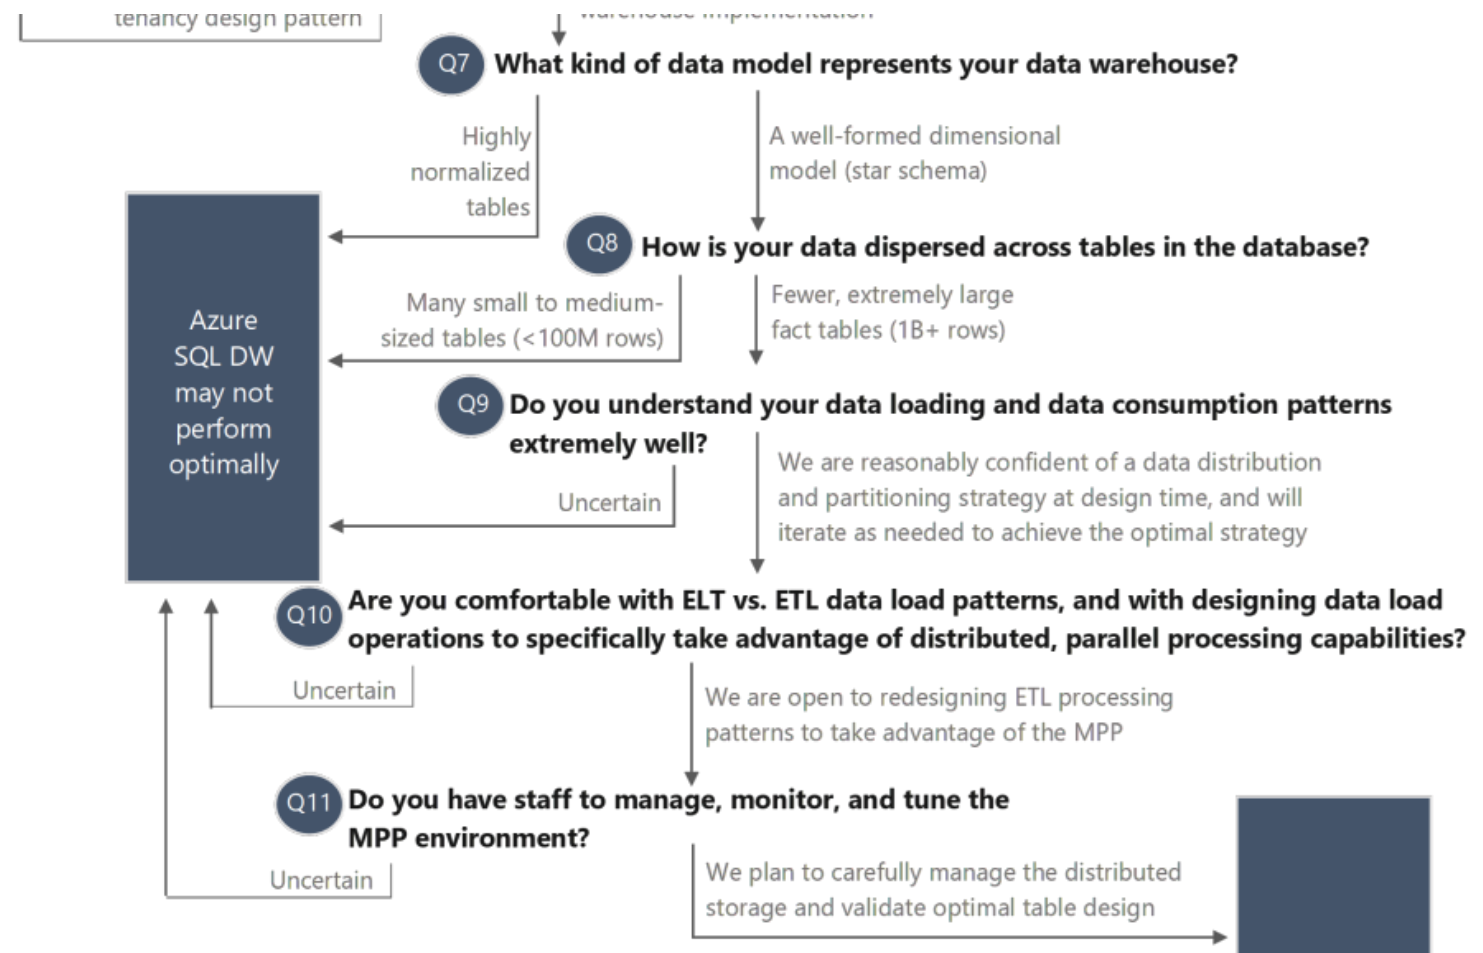 tenancy design pattern
warehouse implementation
Q7 What kind of data model represents your data warehouse?
Highly
normalized
tables
A well-formed dimensional
model (star schema)
Q8 How is your data dispersed across tables in the database?
Many small to medium-
sized tables (<100M rows)
Fewer, extremely large
fact tables (1B+ rows)
Azure
SQL DW
may not
perform
optimally
Q9 Do you understand your data loading and data consumption patterns
extremely well?
Uncertain
We are reasonably confident of a data distribution
and partitioning strategy at design time, and will
iterate as needed to achieve the optimal strategy
Q10 Are you comfortable with ELT vs. ETL data load patterns, and with designing data load
operations to specifically take advantage of distributed, parallel processing capabilities?
Uncertain
We are open to redesigning ETL processing
patterns to take advantage of the MPP
Q11 Do you have staff to manage, monitor, and tune the
MPP environment?
Uncertain
We plan to carefully manage the distributed
storage and validate optimal table design